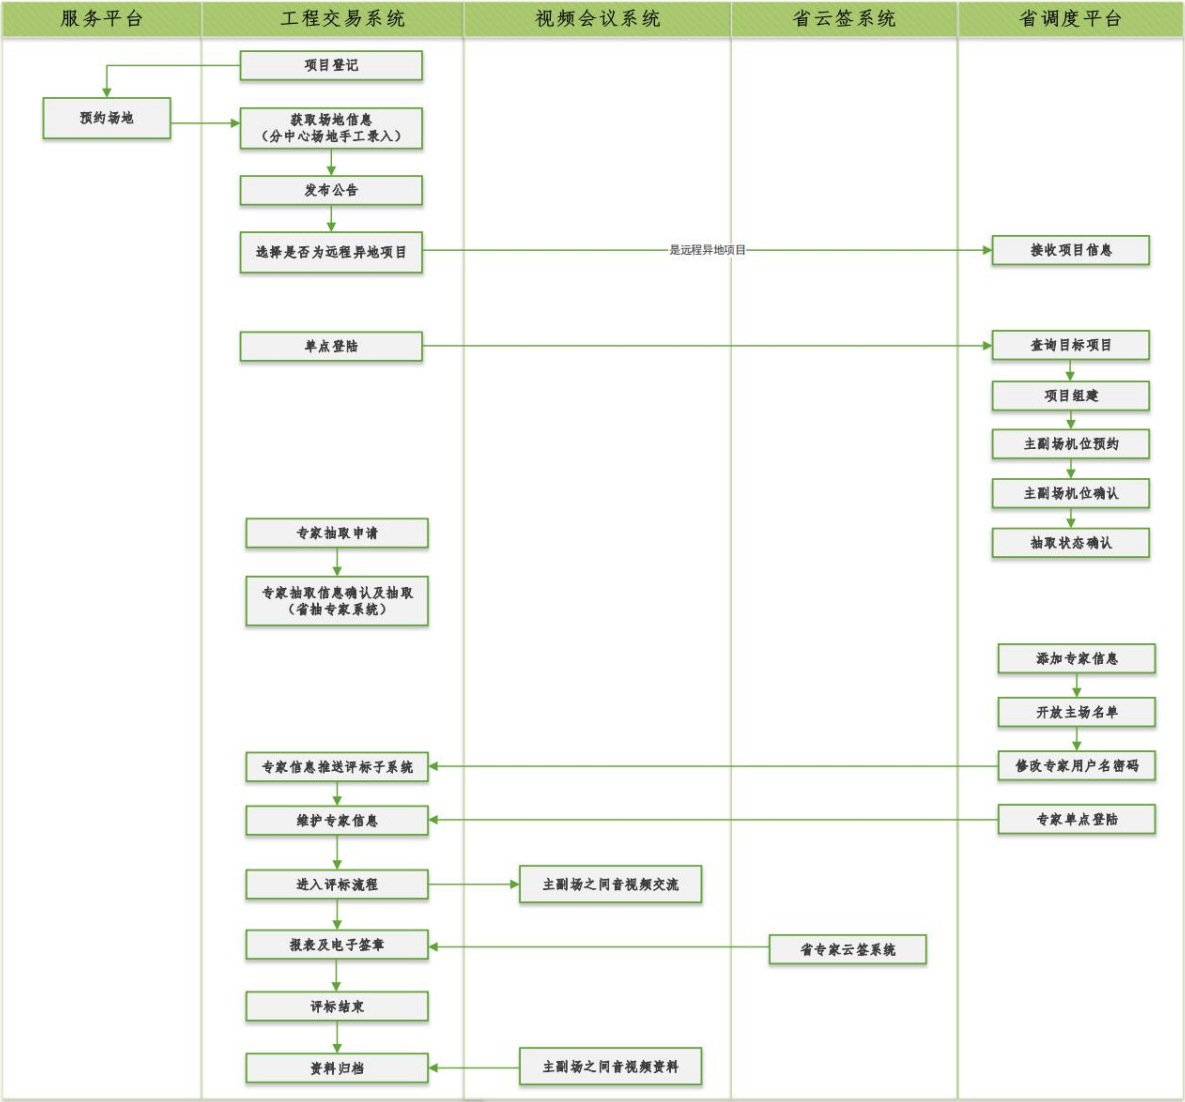 服务平台
工程交易系统
视频会议系统
省云签系统
省调度平台
项目登记
预约场地
获取场地信息
（分中心场地手工录入）
发布公告
选择是否为远程异地项目
是远程异地项目
接收项目信息
单点登陆
查询目标项目
项目组建
主副场机位预约
主副场机位确认
抽取状态确认
专家抽取申请
专家抽取信息确认及抽取
（省抽专家系统）
添加专家信息
开放主场名单
专家信息推送评标子系统
修改专家用户名密码
维护专家信息
专家单点登陆
进入评标流程
主副场之间音视频交流
报表及电子签章
省专家云签系统
评标结束
资料归档
主副场之间音视频资料